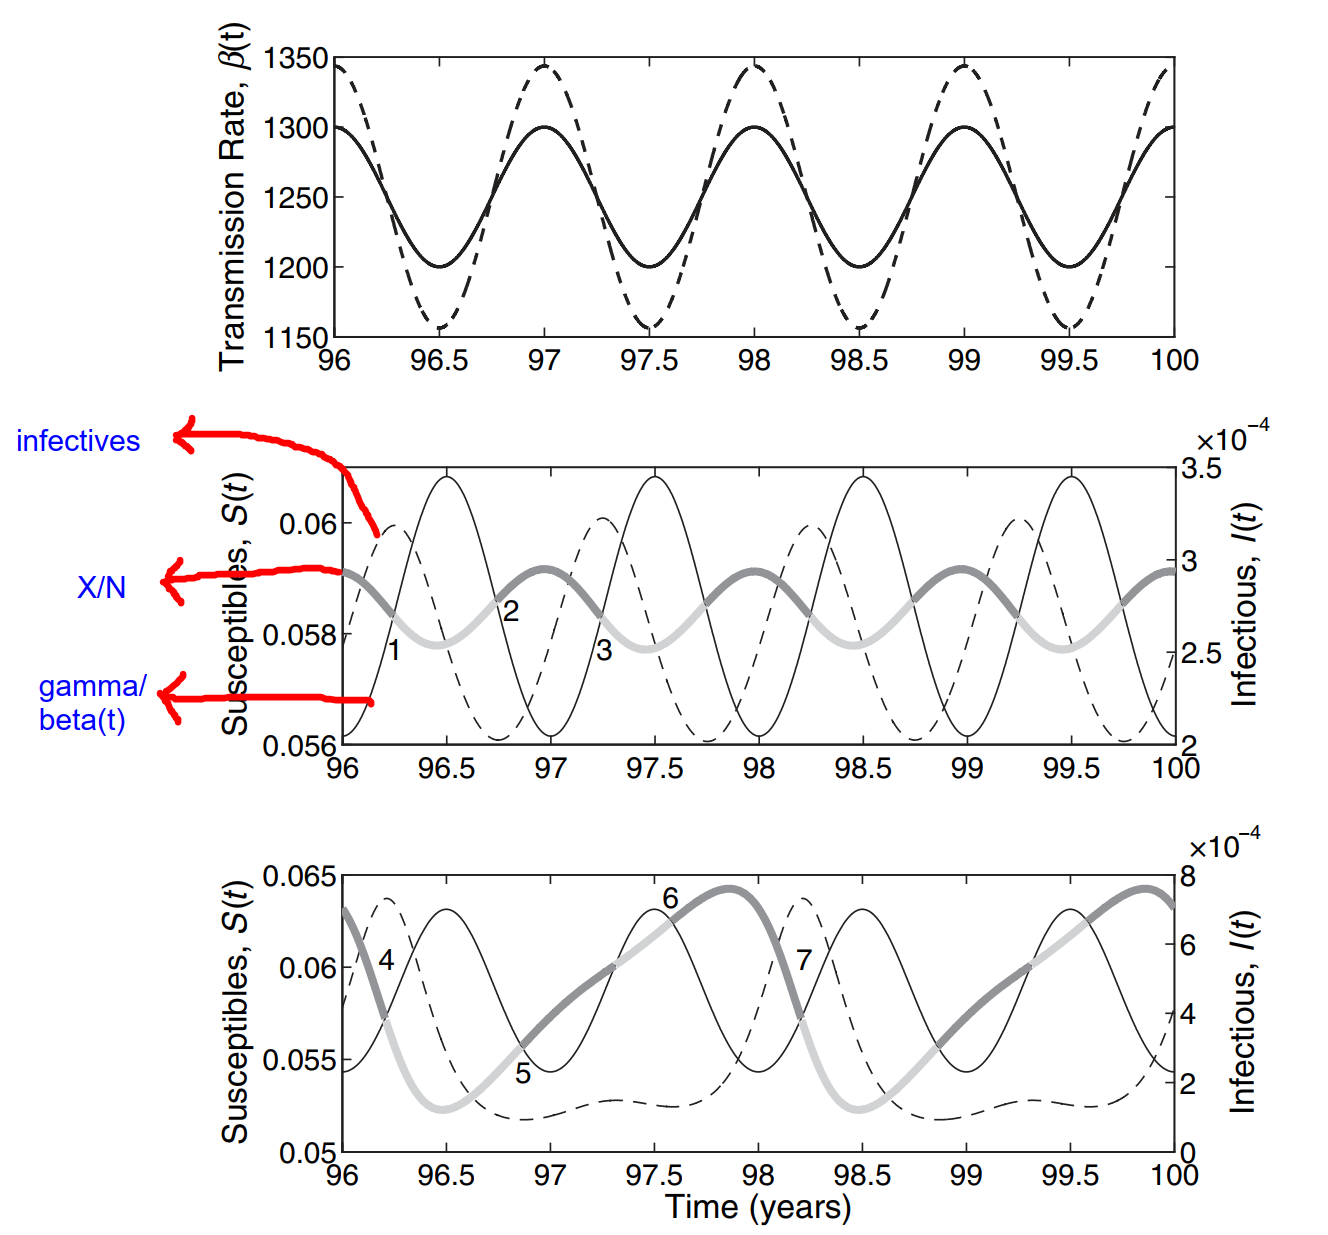 Transmission Rate, β(t)
1350
1300
1250
1200
1150
96 96.5 97 97.5 98 98.5 99 99.5 100
infectives
X/N
gamma/
beta(t)
Susceptibles, S(t)
0.06
0.058
0.056
1
2
3
×10⁻⁴
3.5
3
2.5
2
Infectious, I(t)
96 96.5 97 97.5 98 98.5 99 99.5 100
Susceptibles, S(t)
0.065
0.06
0.055
0.05
4
5
6
7
×10⁻⁴
8
6
4
2
0
Infectious, I(t)
96 96.5 97 97.5 98 98.5 99 99.5 100
Time (years)